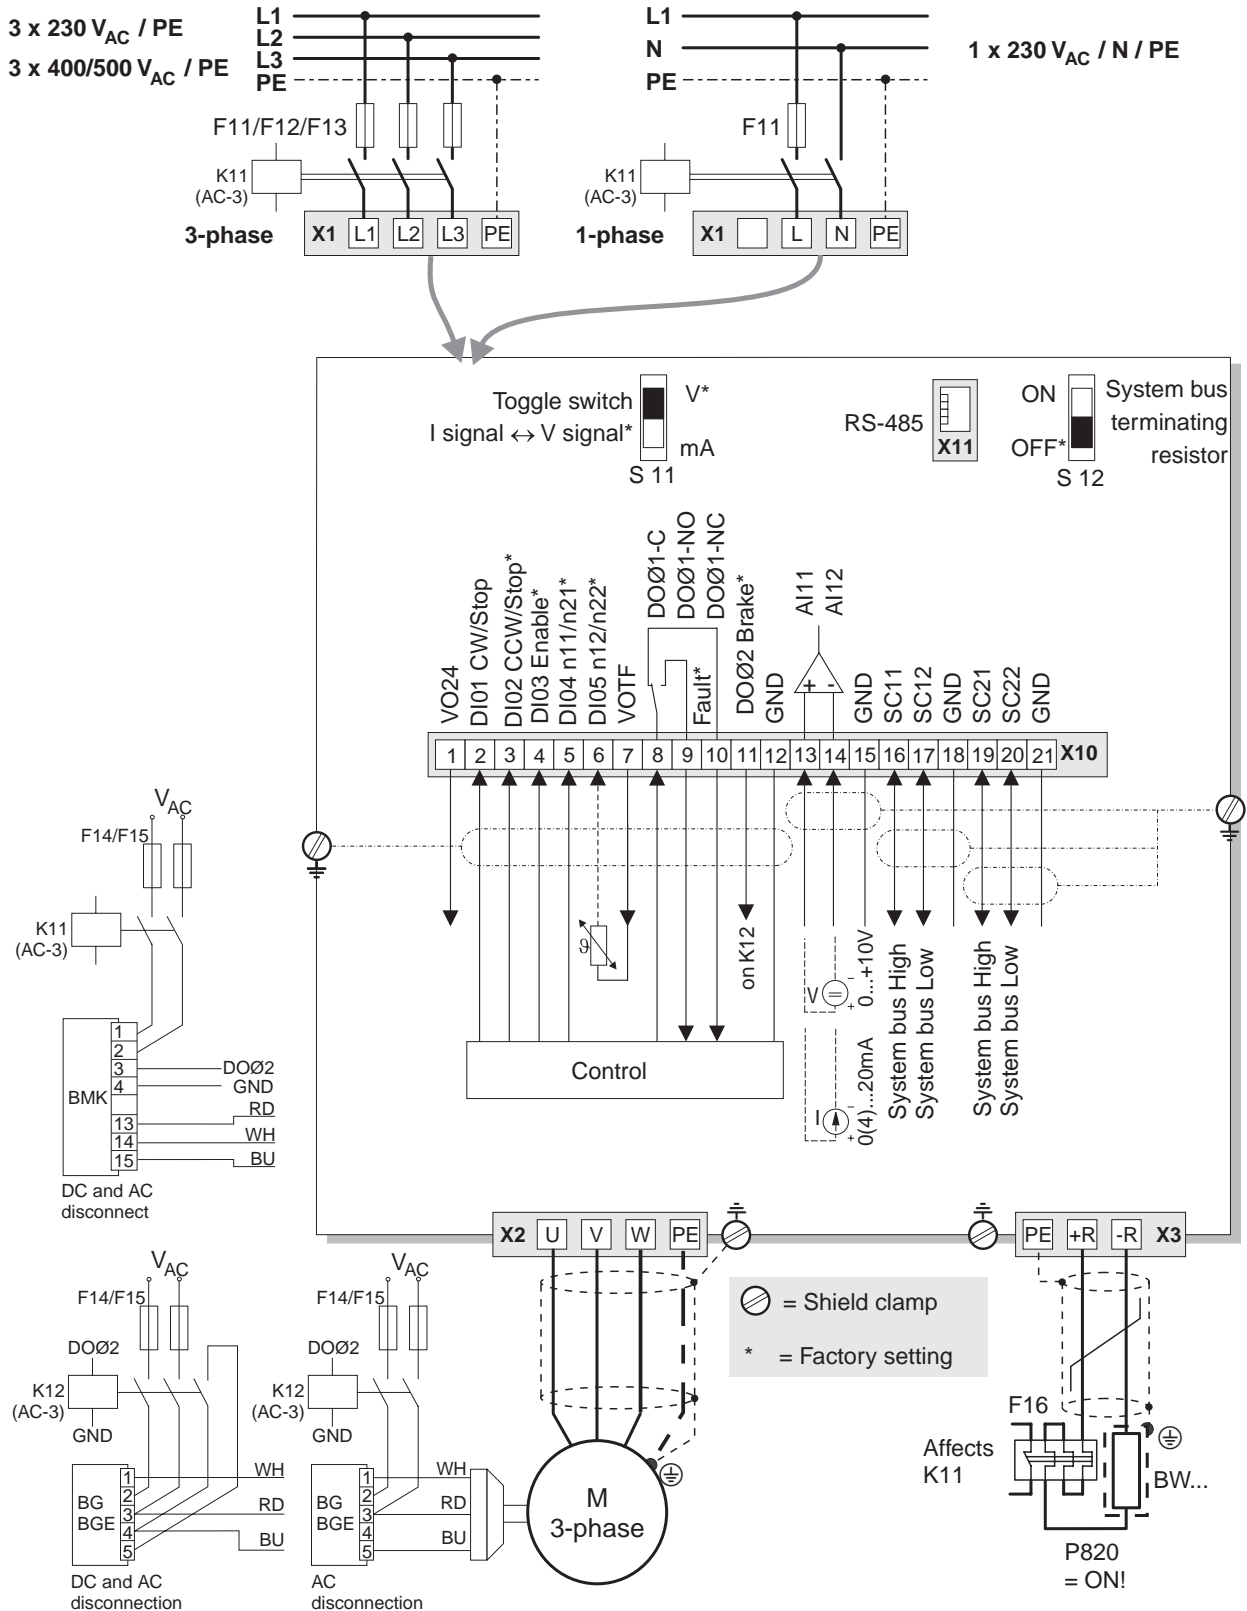 3 x 230 VAC / PE
3 x 400/500 VAC / PE
L1
L2
L3
PE
F11/F12/F13
K11
(AC-3)
3-phase
X1 L1 L2 L3 PE
L1
N
PE
1 x 230 VAC / N / PE
F11
K11
(AC-3)
1-phase
X1 L N PE
Toggle switch
I signal ↔ V signal*
V*
mA
S 11
RS-485
X11
ON
OFF*
S 12
System bus
terminating
resistor
VO24
DI01 CW/Stop
DI02 CCW/Stop*
DI03 Enable*
DI04 n11/n21*
DI05 n12/n22*
VOTF
DOØ1-C
DOØ1-NO
DOØ1-NC
Fault*
DOØ2 Brake*
GND
AI11
AI12
+ -
GND
SC11
SC12
GND
SC21
SC22
GND
1 2 3 4 5 6 7 8 9 10 11 12 13 14 15 16 17 18 19 20 21 X10
ϑ
on K12
V = - +
0...+10V
I - +
0(4)...20mA
System bus High
System bus Low
System bus High
System bus Low
Control
VAC
F14/F15
K11
(AC-3)
BMK
1
2
3
4
13
14
15
DOØ2
GND
RD
WH
BU
DC and AC
disconnect
X2 U V W PE
PE +R -R X3
= Shield clamp
* = Factory setting
VAC
F14/F15
DOØ2
K12
(AC-3)
GND
BG
BGE
1
2
3
4
5
WH
RD
BU
DC and AC
disconnection
VAC
F14/F15
DOØ2
K12
(AC-3)
GND
BG
BGE
1
2
3
4
5
WH
RD
BU
AC
disconnection
M
3-phase
F16
Affects
K11
BW...
P820
= ON!